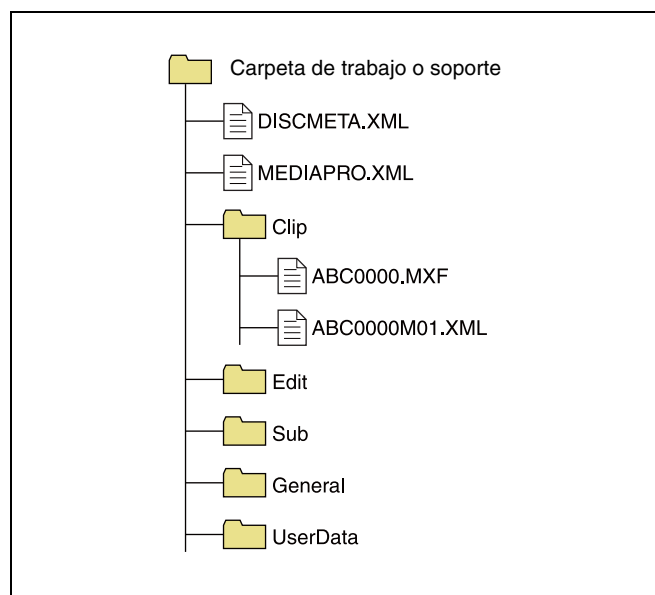 Carpeta de trabajo o soporte
DISCMETA.XML
MEDIAPRO.XML
Clip
ABC0000.MXF
ABC0000M01.XML
Edit
Sub
General
UserData